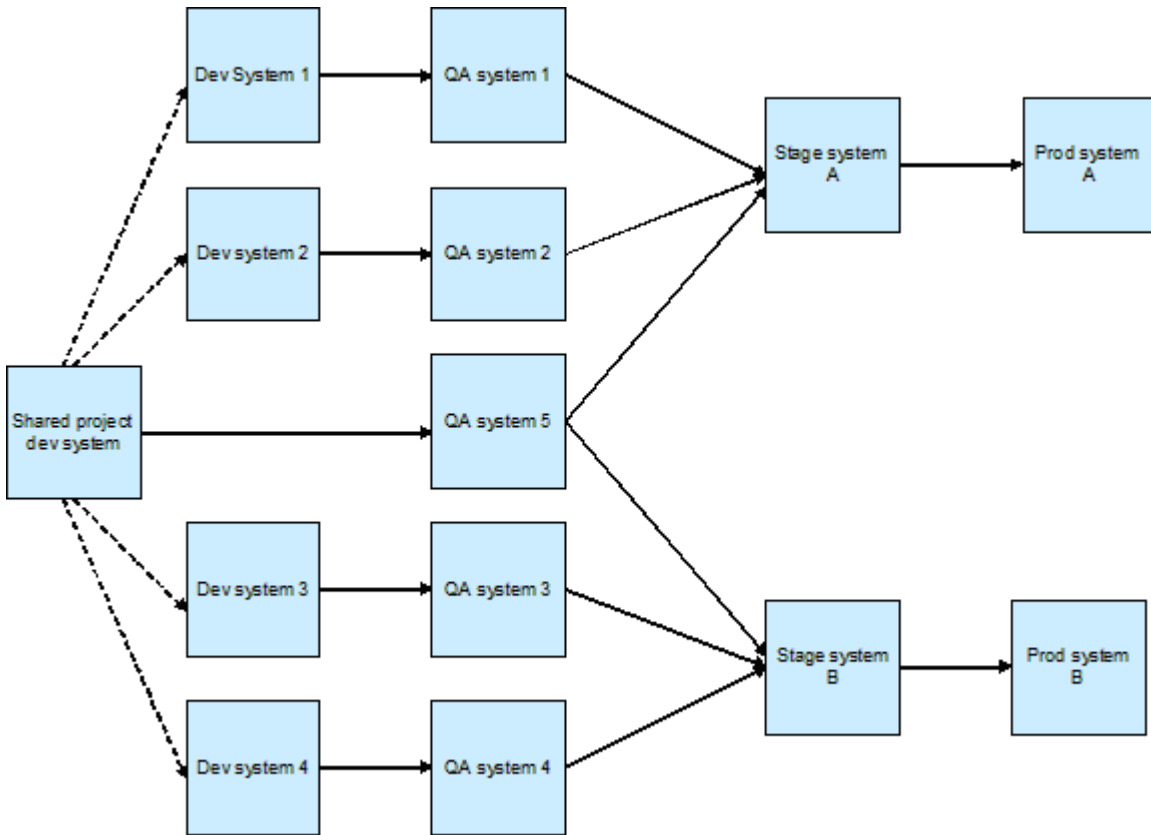 Dev System 1
QA system 1
Stage system
A
Prod system
A
Dev system 2
QA system 2
Shared project
dev system
QA system 5
Dev system 3
QA system 3
Stage system
B
Prod system
B
Dev system 4
QA system 4